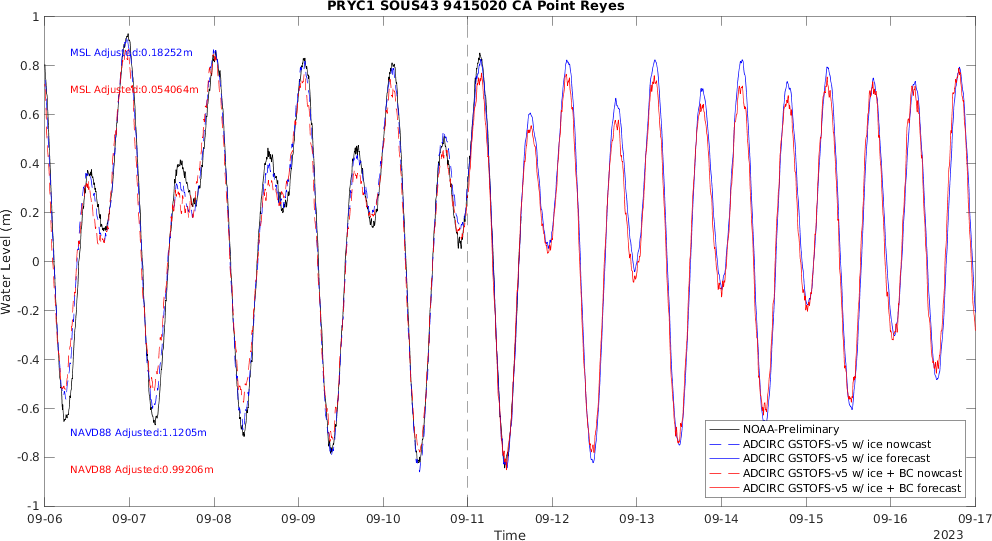 PRYC1 SOUS43 9415020 CA Point Reyes
MSL Adjusted:0.18252m
MSL Adjusted:0.054064m
NAVD88 Adjusted:1.1205m
NAVD88 Adjusted:0.99206m
Water Level (m)
1
0.8
0.6
0.4
0.2
0
-0.2
-0.4
-0.6
-0.8
-1
NOAA-Preliminary
ADCIRC GSTOFS-v5 w/ ice nowcast
ADCIRC GSTOFS-v5 w/ ice forecast
ADCIRC GSTOFS-v5 w/ ice + BC nowcast
ADCIRC GSTOFS-v5 w/ ice + BC forecast
09-06 09-07 09-08 09-09 09-10 09-11 09-12 09-13 09-14 09-15 09-16 09-17
Time
2023